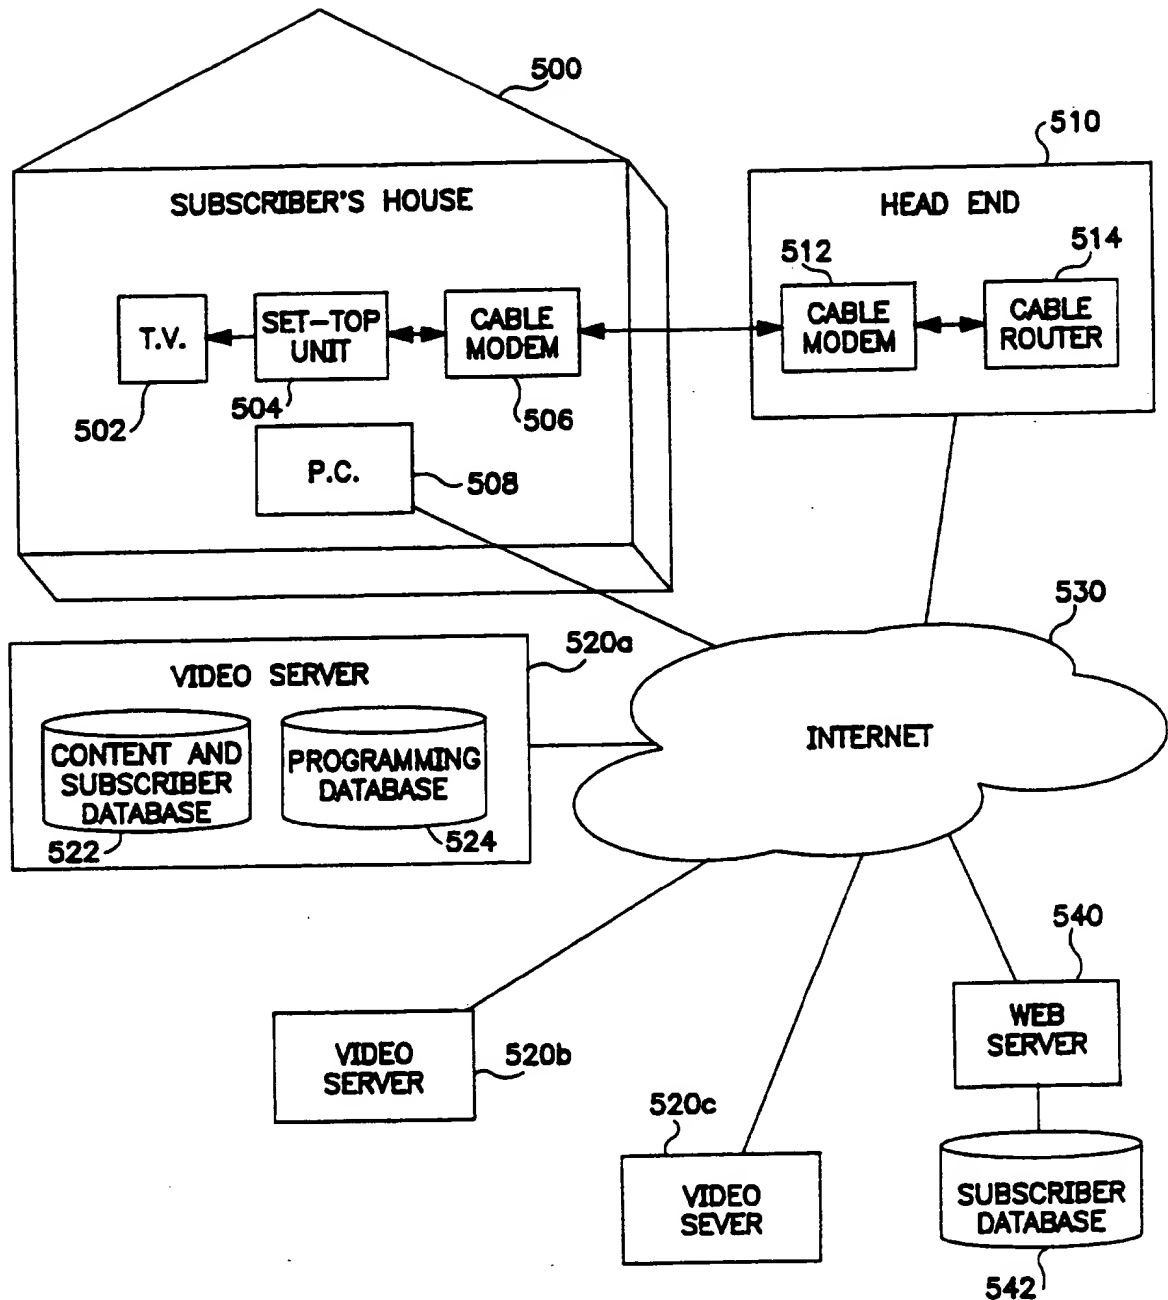 500
510
SUBSCRIBER'S HOUSE
HEAD END
512
514
T.V.
SET-TOP
UNIT
CABLE
MODEM
CABLE
MODEM
CABLE
ROUTER
502
504
506
P.C.
508
530
520a
VIDEO SERVER
CONTENT AND
SUBSCRIBER
DATABASE
PROGRAMMING
DATABASE
522
524
INTERNET
540
WEB
SERVER
VIDEO
SERVER
520b
520c
VIDEO
SEVER
SUBSCRIBER
DATABASE
542